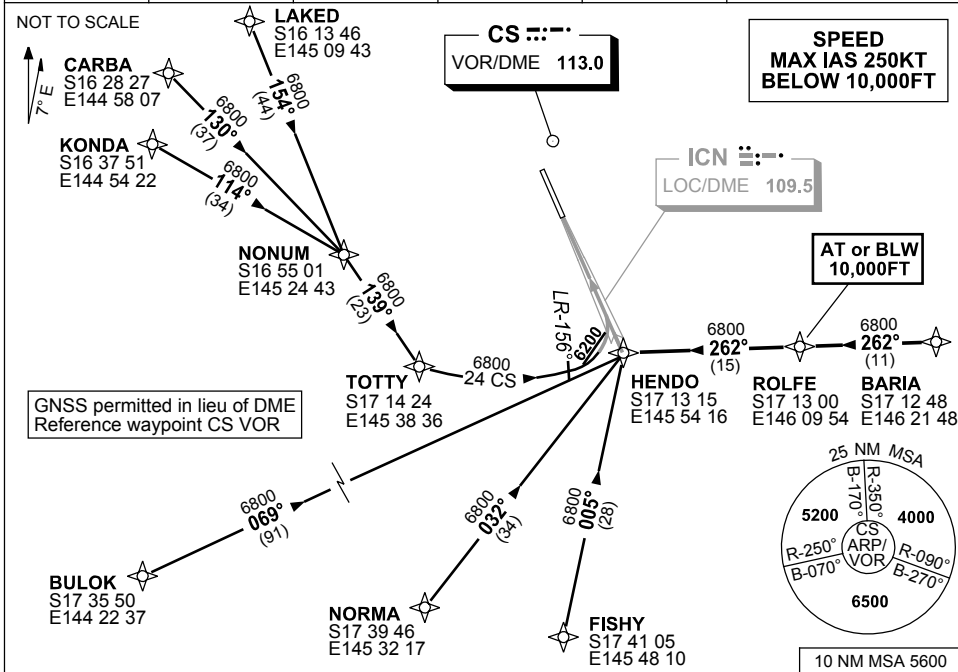 NOT TO SCALE
7° E
LAKED
S16 13 46
E145 09 43
CARBA
S16 28 27
E144 58 07
KONDA
S16 37 51
E144 54 22
6800
154°
(44)
6800
130°
(37)
6800
114°
(34)
CS
VOR/DME 113.0
SPEED
MAX IAS 250KT
BELOW 10,000FT
ICN
LOC/DME 109.5
NONUM
S16 55 01
E145 24 43
6800
139°
(23)
AT or BLW
10,000FT
TOTTY
S17 14 24
E145 38 36
6800
24 CS
LR-156°
6200
HENDO
S17 13 15
E145 54 16
6800
262°
(15)
ROLFE
S17 13 00
E146 09 54
6800
262°
(11)
BARIA
S17 12 48
E146 21 48
GNSS permitted in lieu of DME
Reference waypoint CS VOR
6800
069°
(91)
6800
032°
(34)
6800
005°
(28)
BULOK
S17 35 50
E144 22 37
NORMA
S17 39 46
E145 32 17
FISHY
S17 41 05
E145 48 10
25 NM MSA
B-170°
R-350°
5200
4000
CS
ARP/
VOR
R-250°
B-070°
R-090°
B-270°
6500
10 NM MSA 5600